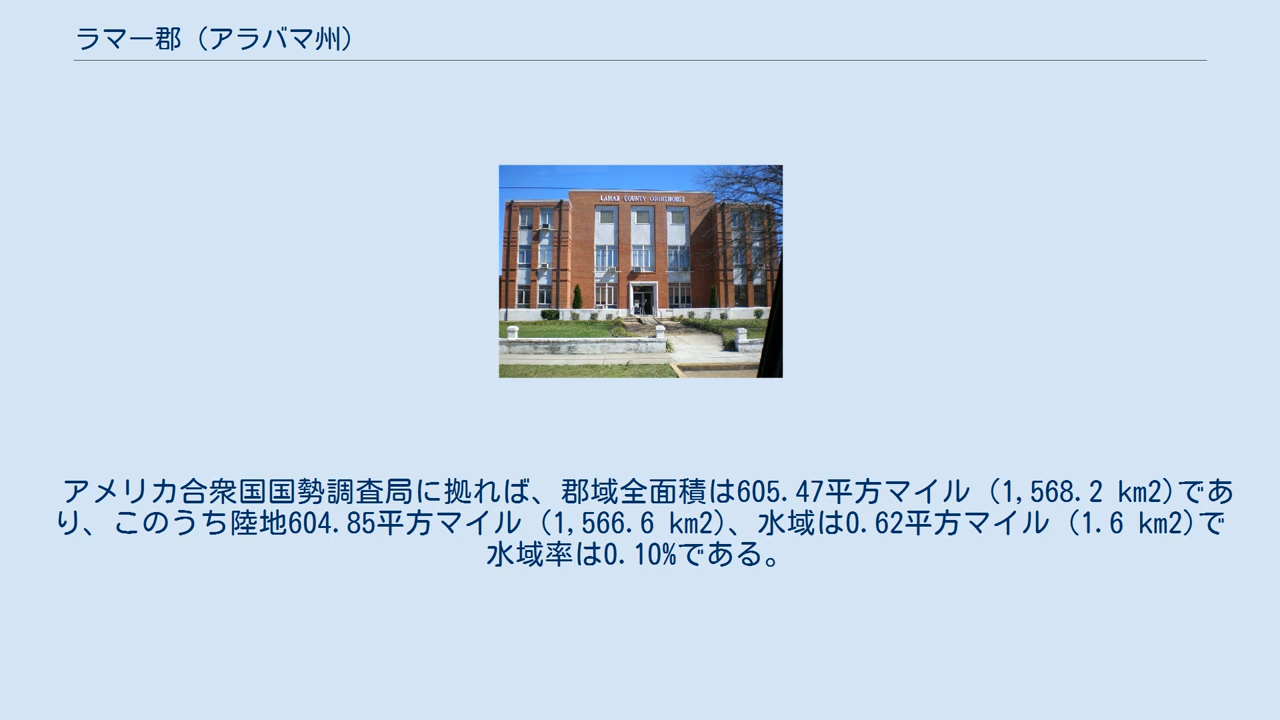 ラマー郡（アラバマ州）
LAMAR COUNTY COURTHOUSE
アメリカ合衆国国勢調査局に拠れば、郡域全面積は605.47平方マイル (1,568.2 km2)であ
り、このうち陸地604.85平方マイル (1,566.6 km2)、水域は0.62平方マイル (1.6 km2)で
水域率は0.10%である。